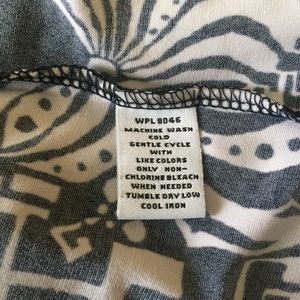 WPL8046
MACHINE WASH
COLD
GENTLE CYCLE
WITH
LIKE COLORS
ONLY NON-
CHLORINE BLEACH
WHEN NEEDED
TUMBLE DRY LOW
COOL IRON